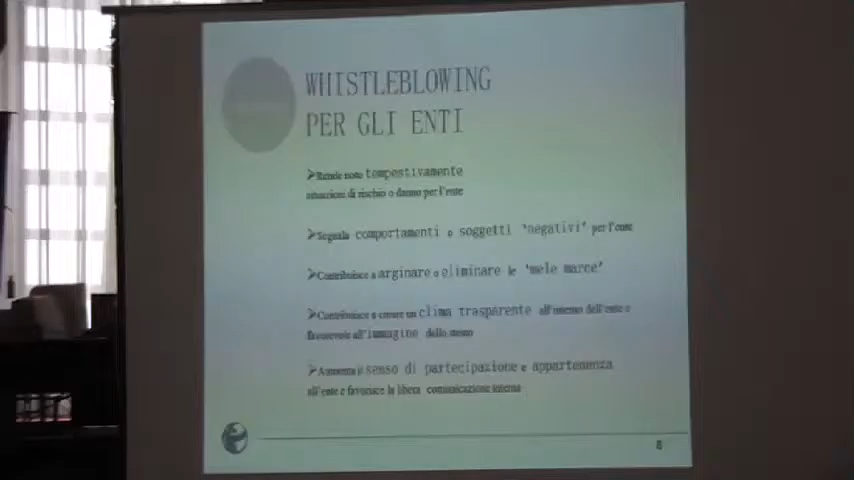 WHISTLEBLOWING
PER GLI ENTI
➢Rende noto tempestivamente
situazioni di rischio o danno per l'ente
➢Segnala comportamenti o soggetti 'negativi' per l'ente
➢Contribuisce a arginare o eliminare le 'mele marce'
➢Contribuisce a creare un clima trasparente all'interno dell'ente e
favorevole all'immagine dello stesso
➢Aumenta il senso di partecipazione e appartenenza
all'ente e favorisce la libera comunicazione interna
8